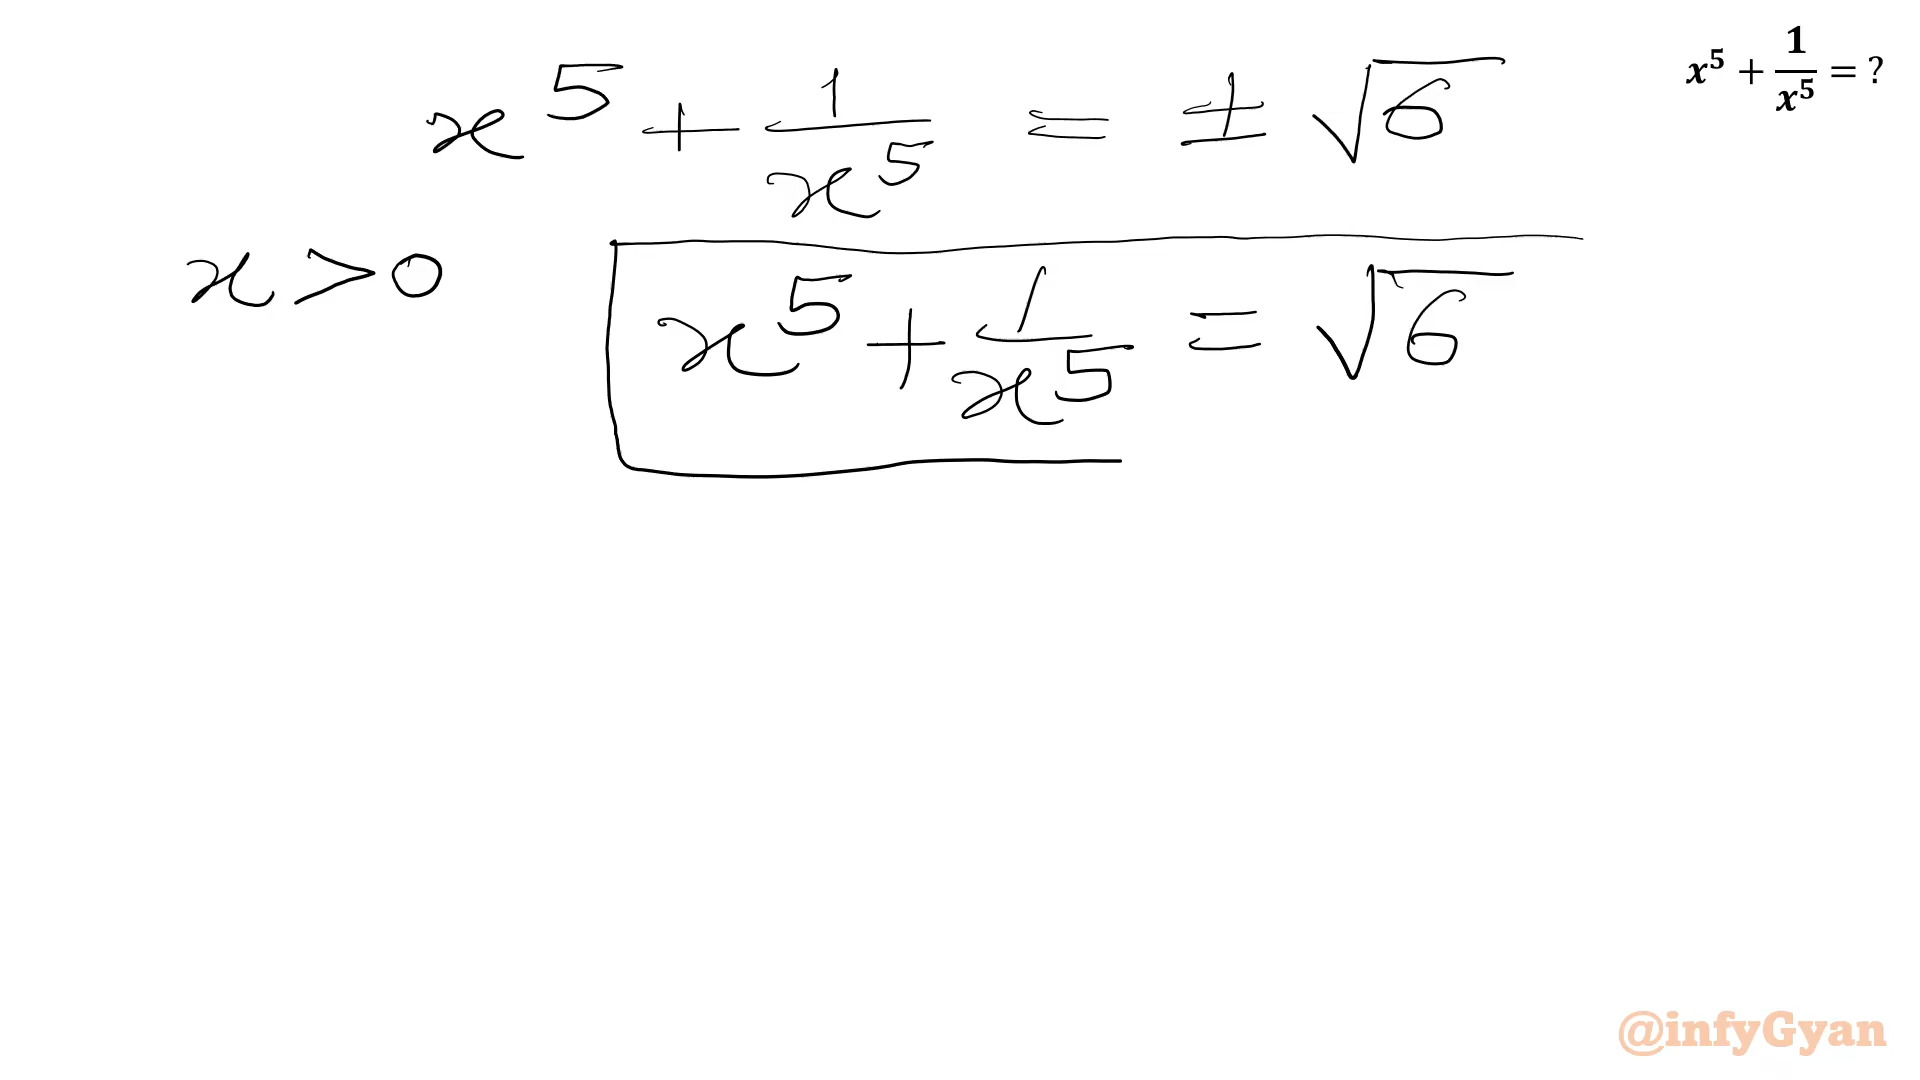 x⁵ + 1/x⁵ = ?
x⁵ + 1/x⁵ = ± √6
x > 0
x⁵ + 1/x⁵ = √6
@infyGyan